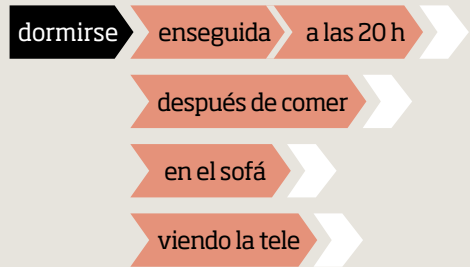 dormirse enseguida a las 20 h
después de comer
en el sofá
viendo la tele